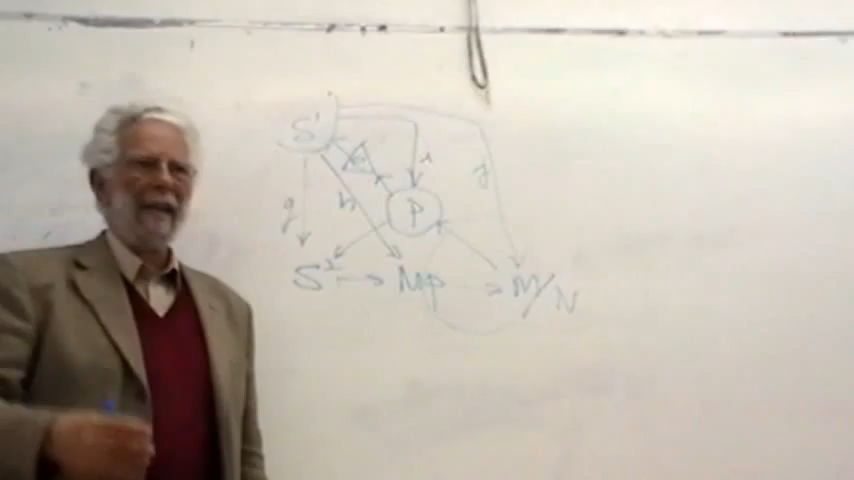 S¹
g
h
y
P
S² → Mp → M/N